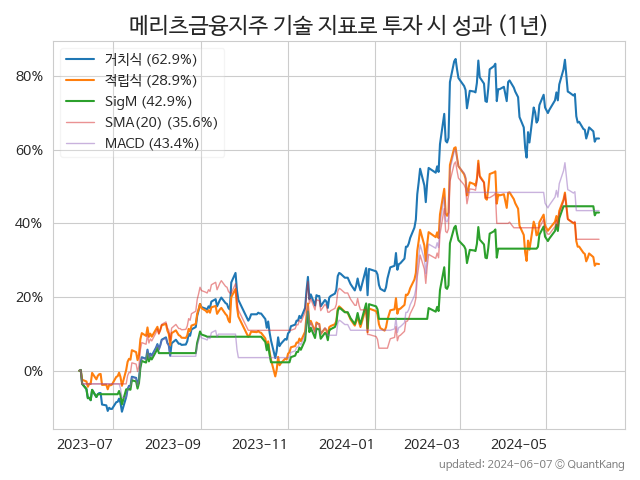 메리츠금융지주 기술 지표로 투자 시 성과 (1년)
거치식 (62.9%)
적립식 (28.9%)
SigM (42.9%)
SMA(20) (35.6%)
MACD (43.4%)
80%
60%
40%
20%
0%
2023-07 2023-09 2023-11 2024-01 2024-03 2024-05
updated: 2024-06-07 © QuantKang